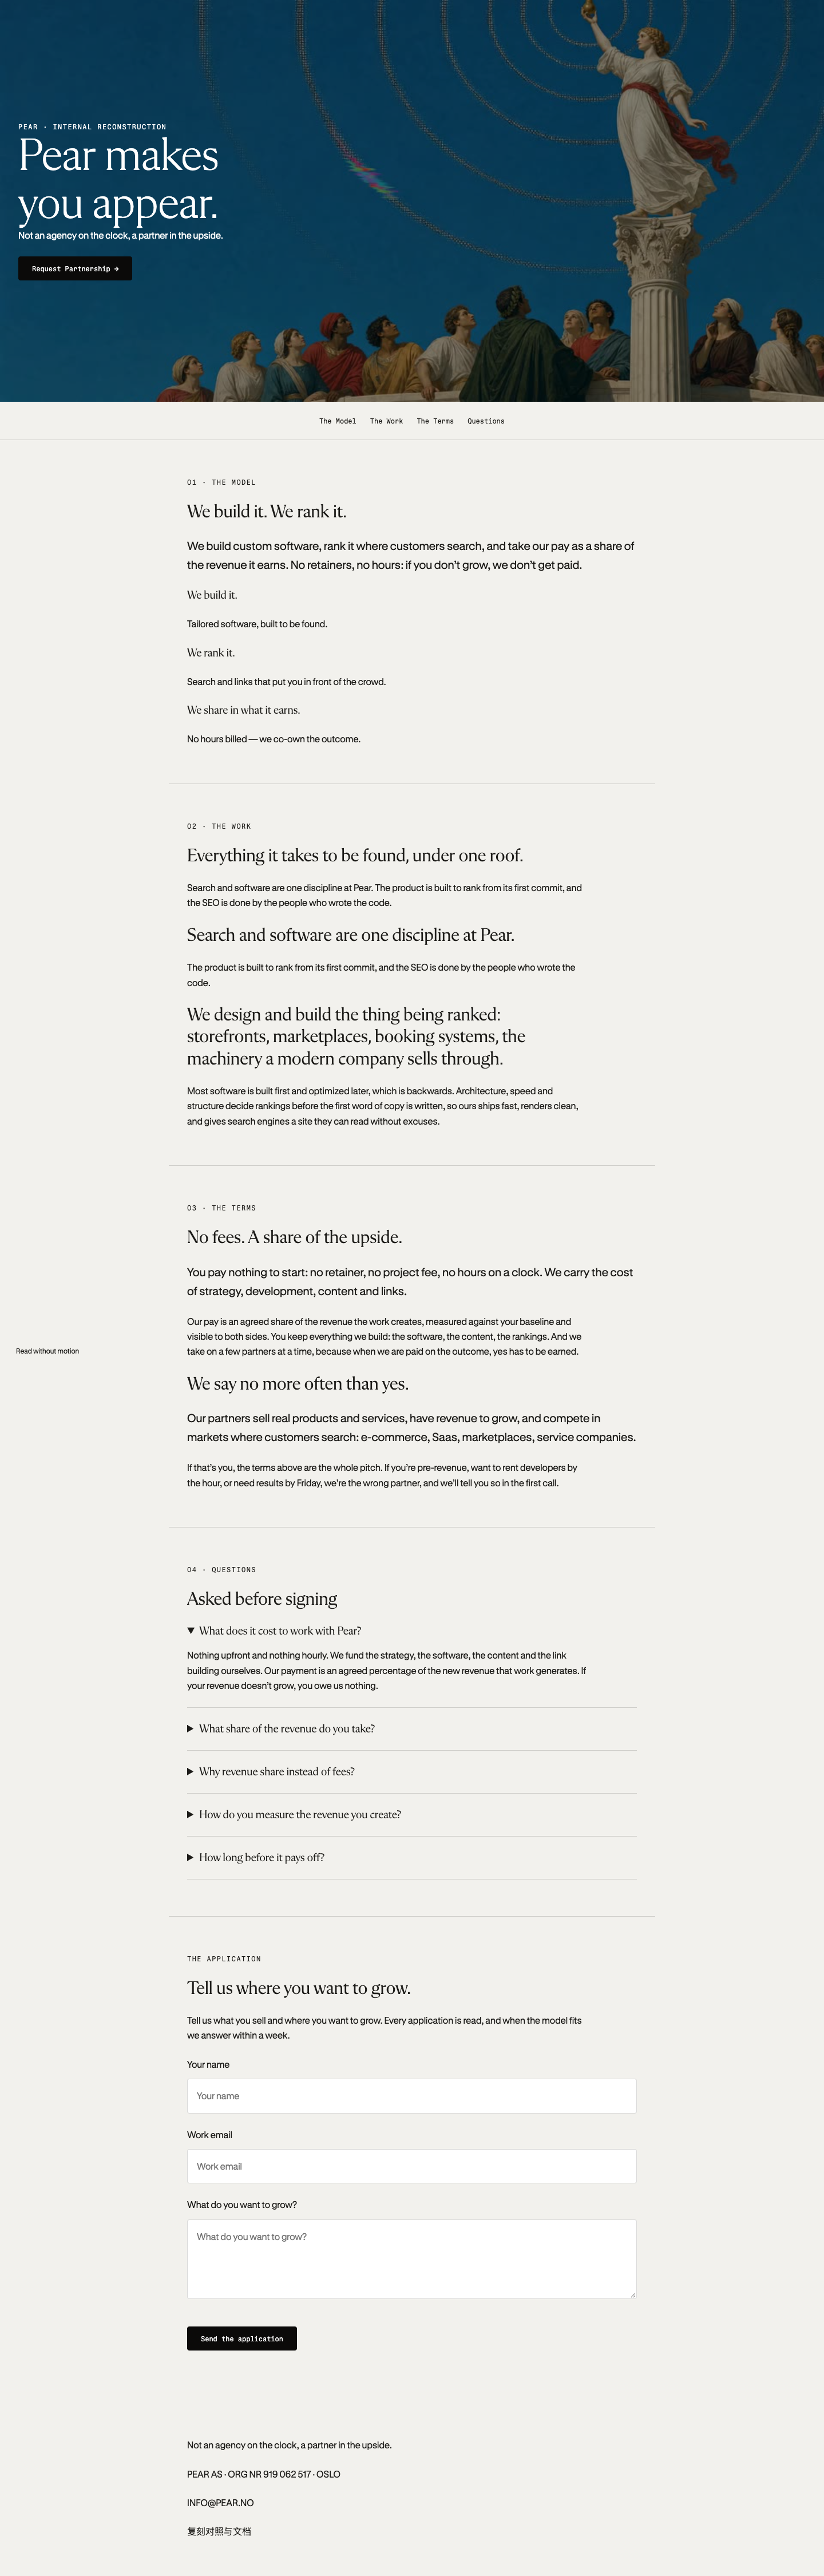 PEAR · INTERNAL RECONSTRUCTION
Pear makes
you appear.
Not an agency on the clock, a partner in the upside.
Request Partnership →
The Model
The Work
The Terms
Questions
01 · THE MODEL
We build it. We rank it.
We build custom software, rank it where customers search, and take our pay as a share of
the revenue it earns. No retainers, no hours: if you don’t grow, we don’t get paid.
We build it.
Tailored software, built to be found.
We rank it.
Search and links that put you in front of the crowd.
We share in what it earns.
No hours billed — we co-own the outcome.
02 · THE WORK
Everything it takes to be found, under one roof.
Search and software are one discipline at Pear. The product is built to rank from its first commit, and
the SEO is done by the people who wrote the code.
Search and software are one discipline at Pear.
The product is built to rank from its first commit, and the SEO is done by the people who wrote the
code.
We design and build the thing being ranked:
storefronts, marketplaces, booking systems, the
machinery a modern company sells through.
Most software is built first and optimized later, which is backwards. Architecture, speed and
structure decide rankings before the first word of copy is written, so ours ships fast, renders clean,
and gives search engines a site they can read without excuses.
03 · THE TERMS
No fees. A share of the upside.
You pay nothing to start: no retainer, no project fee, no hours on a clock. We carry the cost
of strategy, development, content and links.
Our pay is an agreed share of the revenue the work creates, measured against your baseline and
visible to both sides. You keep everything we build: the software, the content, the rankings. And we
take on a few partners at a time, because when we are paid on the outcome, yes has to be earned.
Read without motion
We say no more often than yes.
Our partners sell real products and services, have revenue to grow, and compete in
markets where customers search: e-commerce, Saas, marketplaces, service companies.
If that’s you, the terms above are the whole pitch. If you’re pre-revenue, want to rent developers by
the hour, or need results by Friday, we’re the wrong partner, and we’ll tell you so in the first call.
04 · QUESTIONS
Asked before signing
▼ What does it cost to work with Pear?
Nothing upfront and nothing hourly. We fund the strategy, the software, the content and the link
building ourselves. Our payment is an agreed percentage of the new revenue that work generates. If
your revenue doesn’t grow, you owe us nothing.
▶ What share of the revenue do you take?
▶ Why revenue share instead of fees?
▶ How do you measure the revenue you create?
▶ How long before it pays off?
THE APPLICATION
Tell us where you want to grow.
Tell us what you sell and where you want to grow. Every application is read, and when the model fits
we answer within a week.
Your name
Your name
Work email
Work email
What do you want to grow?
What do you want to grow?
Send the application
Not an agency on the clock, a partner in the upside.
PEAR AS · ORG NR 919 062 517 · OSLO
INFO@PEAR.NO
复刻对照与文档